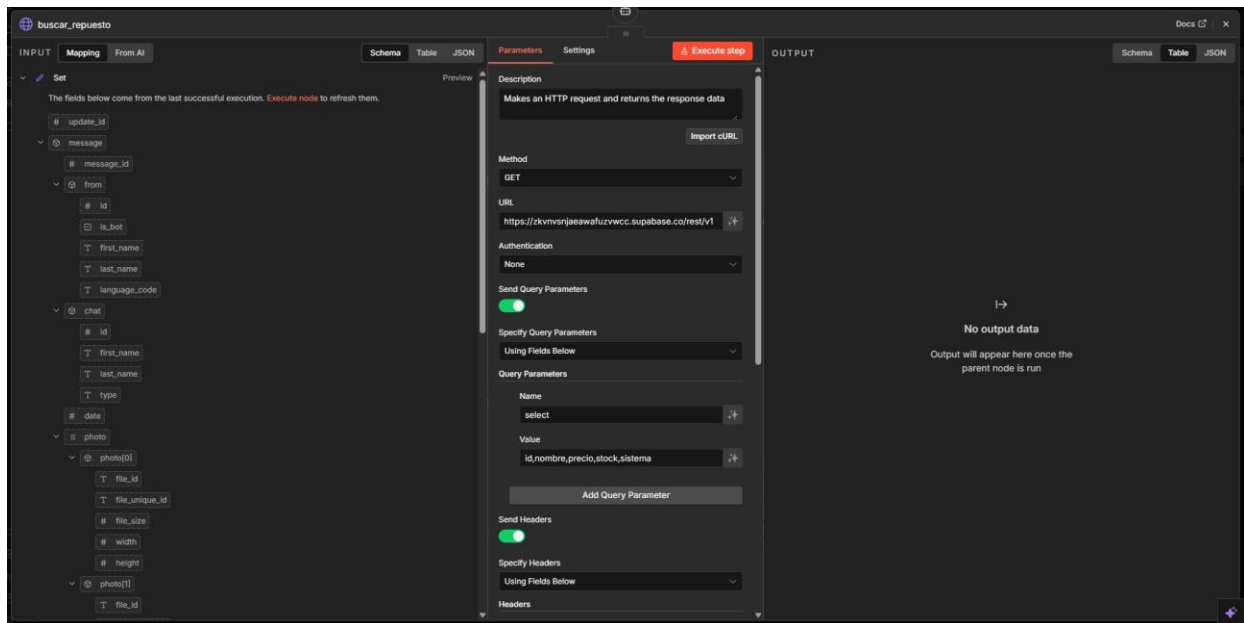 buscar_repuesto
Docs
INPUT
Mapping
From AI
Schema
Table
JSON
Set
Preview
The fields below come from the last successful execution. Execute node to refresh them.
# update_id
message
# message_id
from
# id
is_bot
T first_name
T last_name
T language_code
chat
# id
T first_name
T last_name
T type
# date
photo
photo[0]
T file_id
T file_unique_id
# file_size
# width
# height
photo[1]
T file_id
Parameters
Settings
Execute step
Description
Makes an HTTP request and returns the response data
Import cURL
Method
GET
URL
https://zkvnvsnjaeawafuzvwcc.supabase.co/rest/v1
Authentication
None
Send Query Parameters
Specify Query Parameters
Using Fields Below
Query Parameters
Name
select
Value
id,nombre,precio,stock,sistema
Add Query Parameter
Send Headers
Specify Headers
Using Fields Below
Headers
OUTPUT
Schema
Table
JSON
No output data
Output will appear here once the
parent node is run